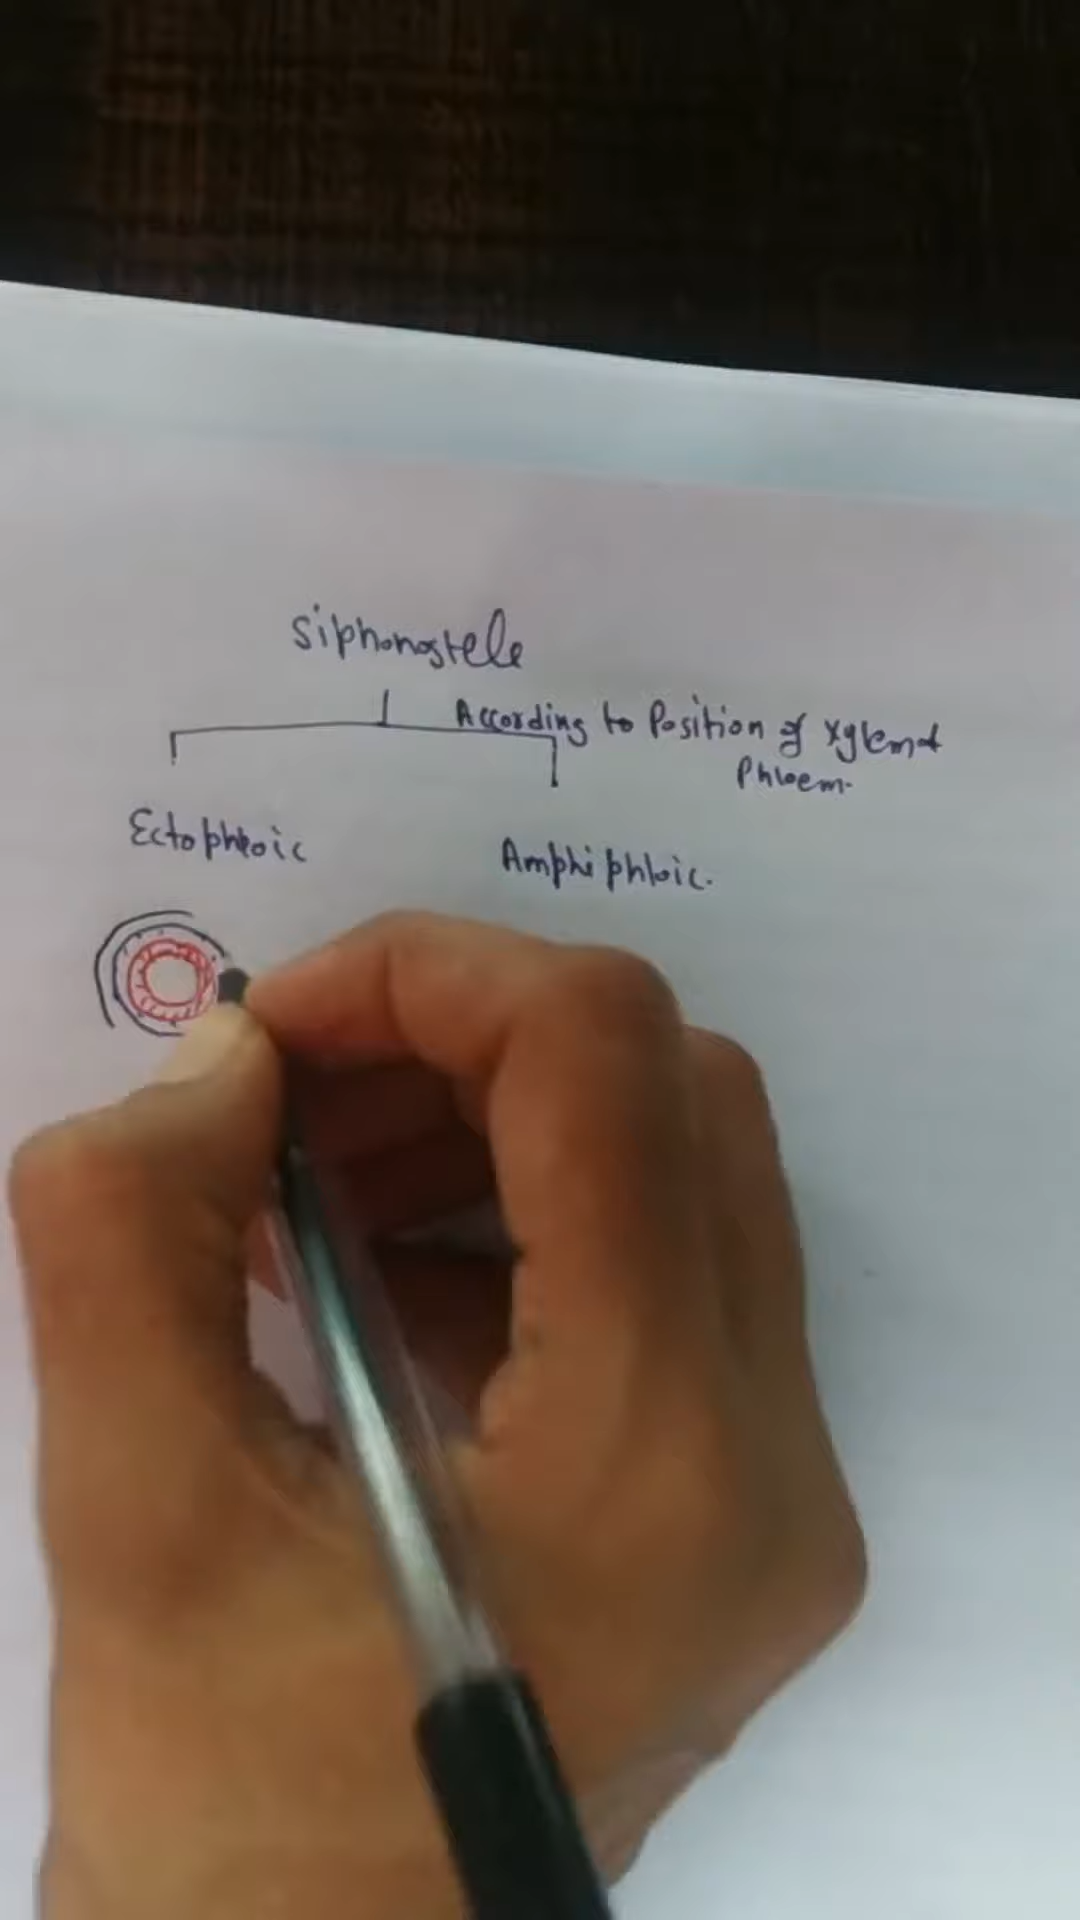 Siphonostele
According to Position of Xylem &
Phloem.
Ectophloic
Amphiphloic.